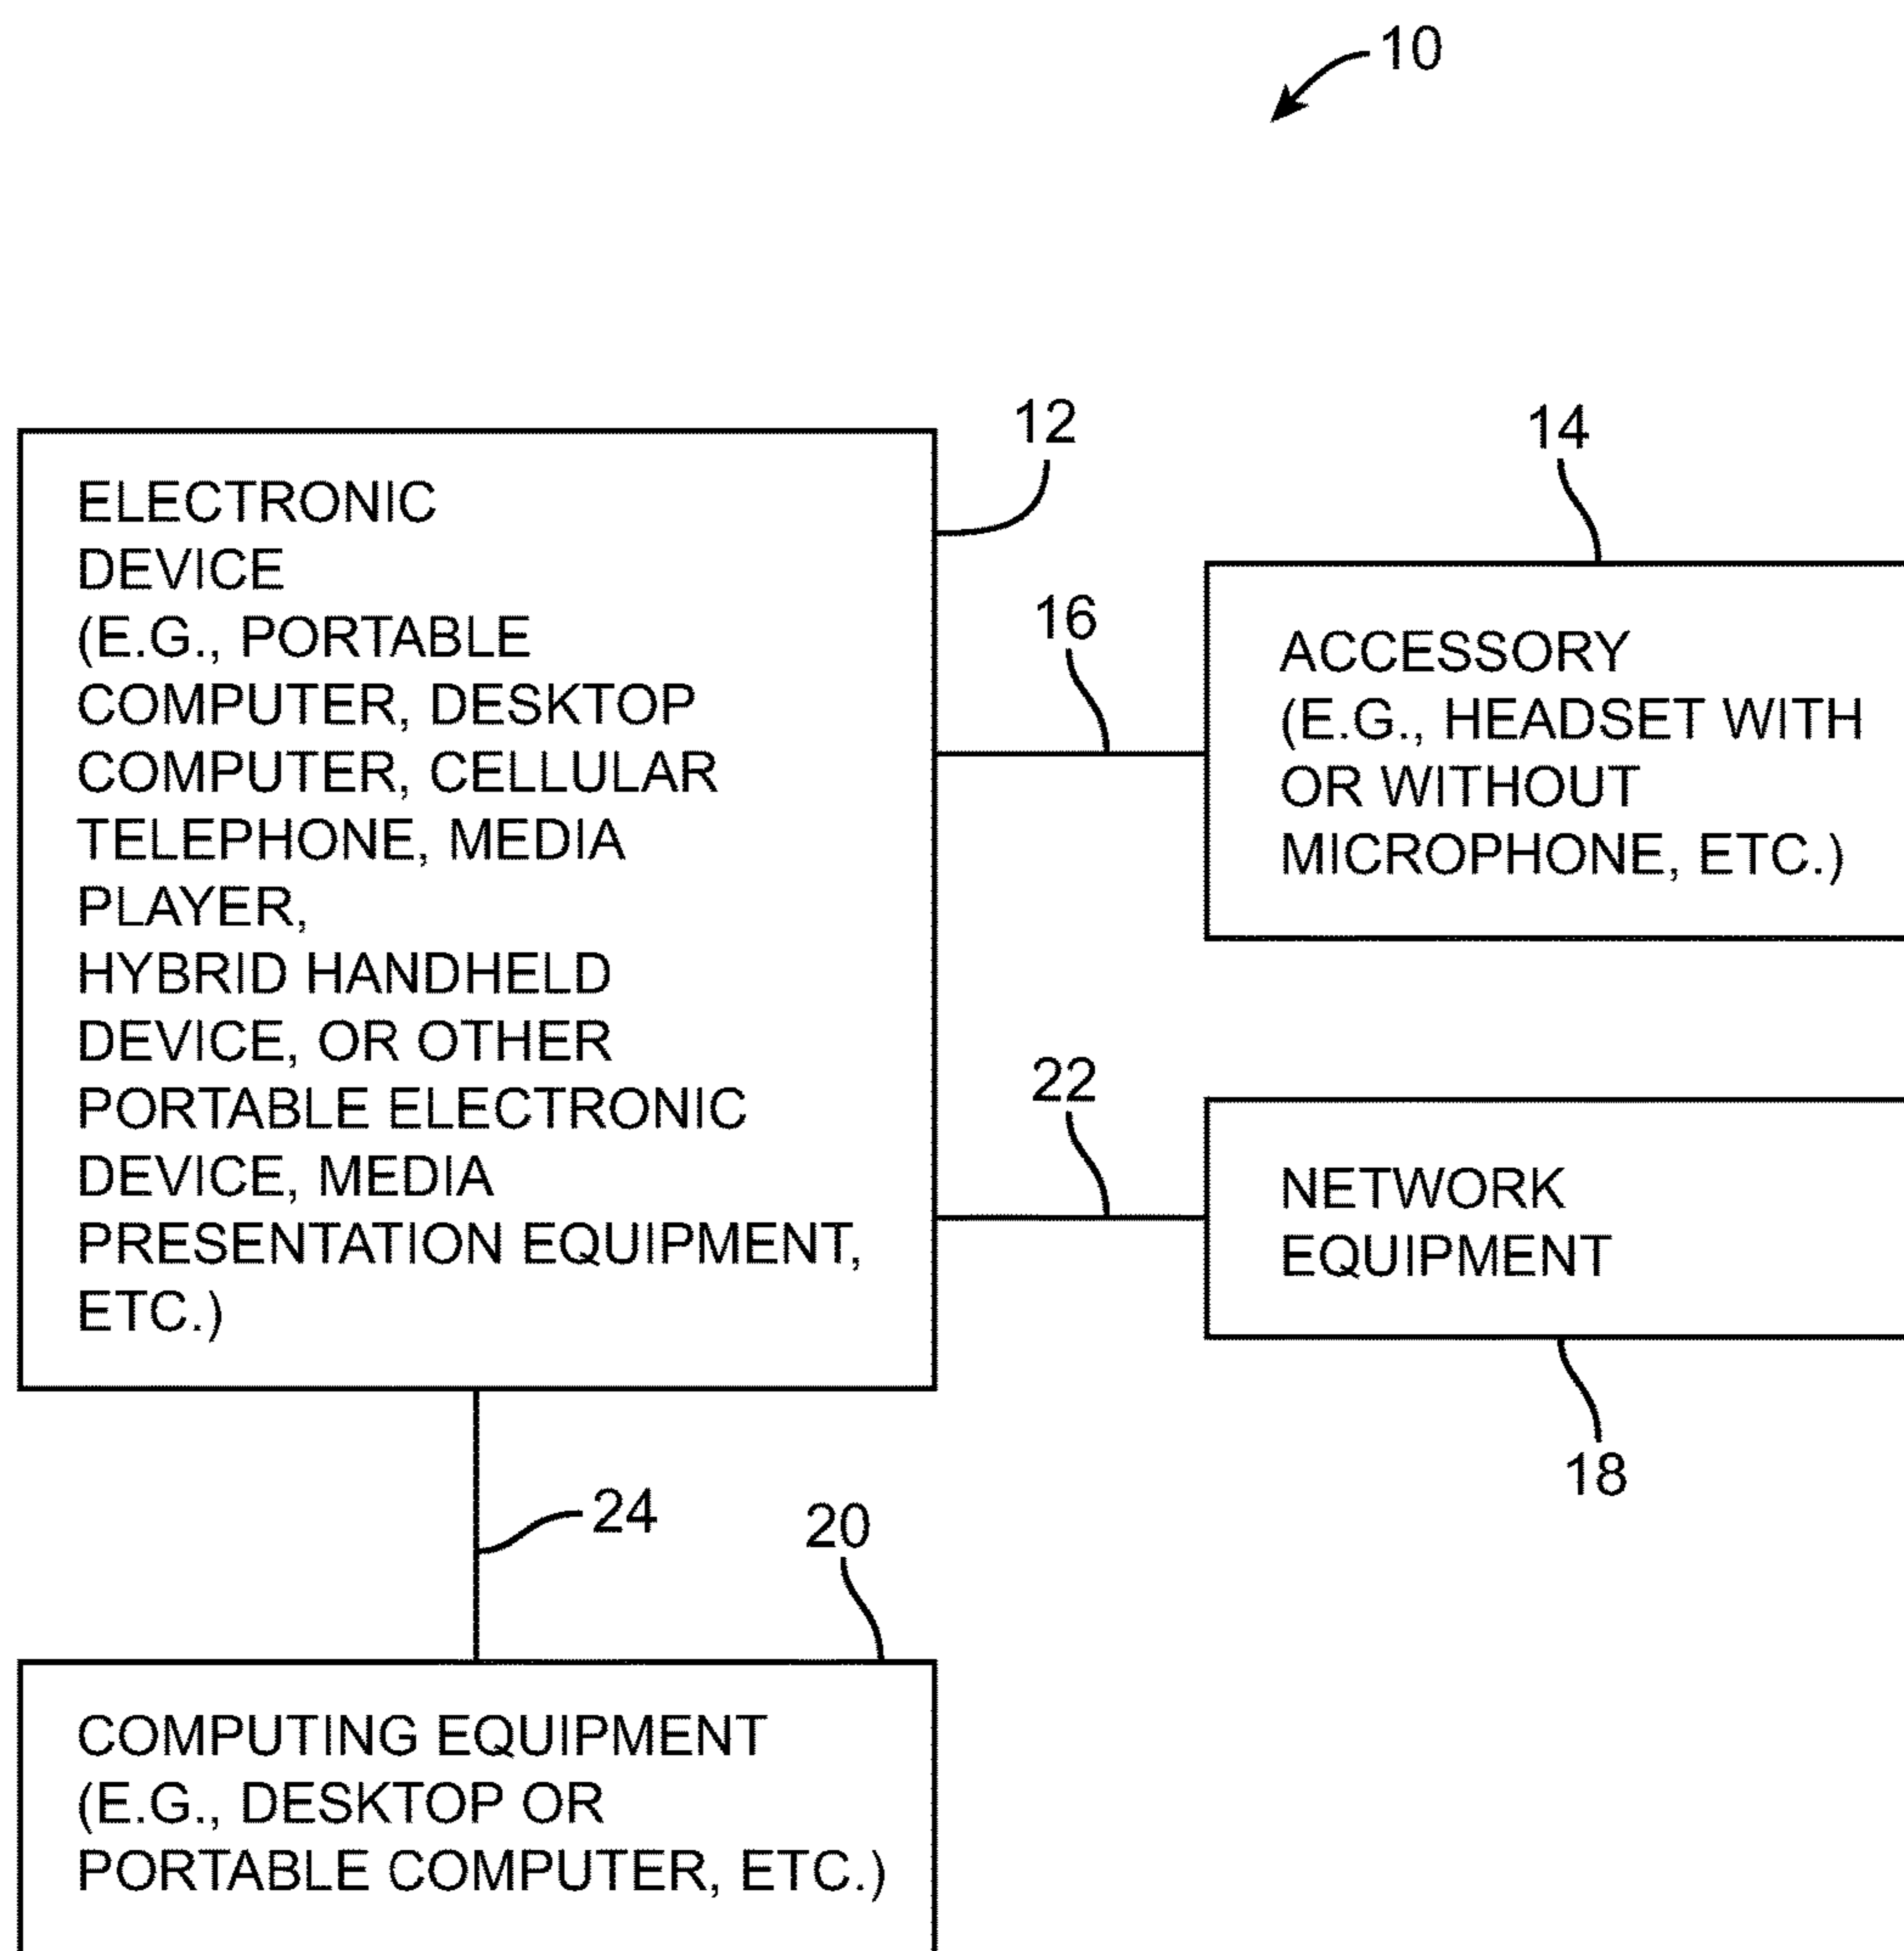 10
12
ELECTRONIC
DEVICE
(E.G., PORTABLE
COMPUTER, DESKTOP
COMPUTER, CELLULAR
TELEPHONE, MEDIA
PLAYER,
HYBRID HANDHELD
DEVICE, OR OTHER
PORTABLE ELECTRONIC
DEVICE, MEDIA
PRESENTATION EQUIPMENT,
ETC.)
14
16
ACCESSORY
(E.G., HEADSET WITH
OR WITHOUT
MICROPHONE, ETC.)
22
NETWORK
EQUIPMENT
18
24
20
COMPUTING EQUIPMENT
(E.G., DESKTOP OR
PORTABLE COMPUTER, ETC.)